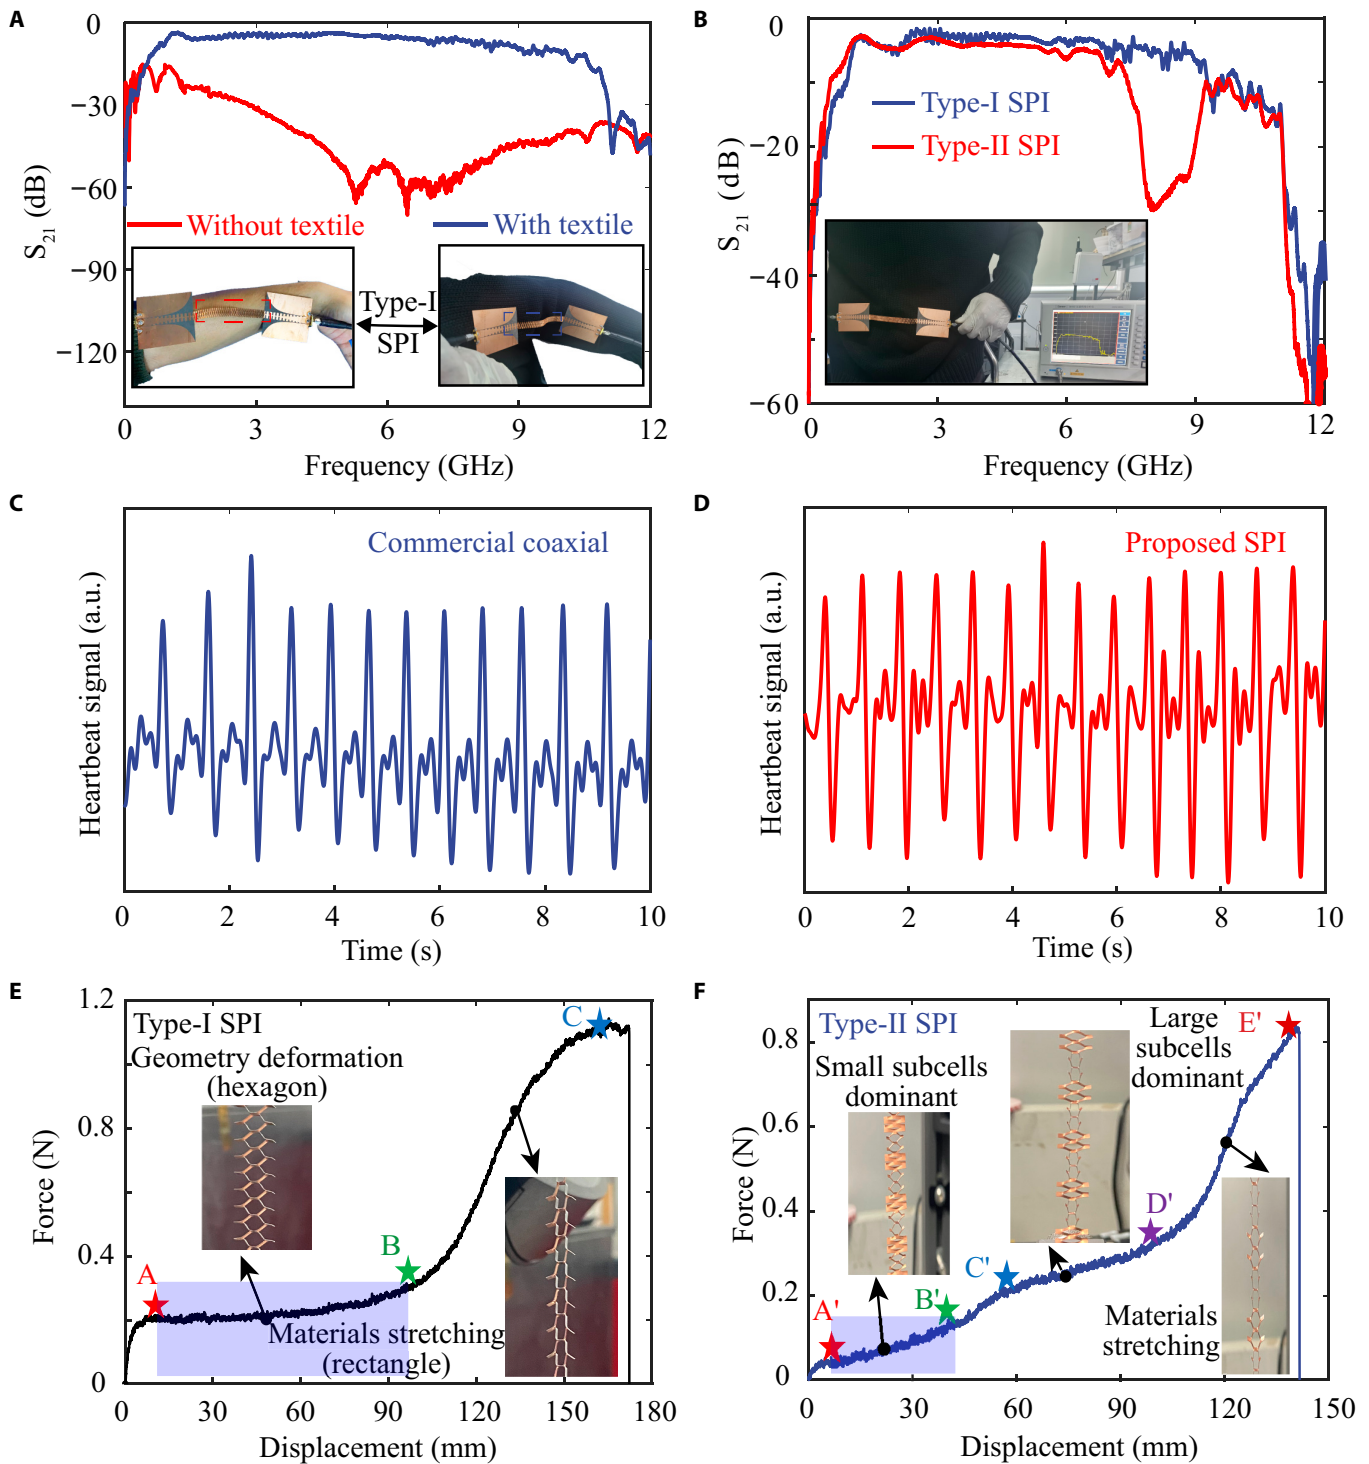 A
0
−30
−60
−90
−120
S21 (dB)
Without textile
With textile
Type-I
SPI
0
3
6
9
12
Frequency (GHz)
B
0
−20
−40
−60
S21 (dB)
Type-I SPI
Type-II SPI
0
3
6
9
12
Frequency (GHz)
C
Heartbeat signal (a.u.)
Commercial coaxial
0
2
4
6
8
10
Time (s)
D
Heartbeat signal (a.u.)
Proposed SPI
0
2
4
6
8
10
Time (s)
E
1.2
0.8
0.4
0
Force (N)
Type-I SPI
Geometry deformation
(hexagon)
A
B
C
Materials stretching
(rectangle)
0
30
60
90
120
150
180
Displacement (mm)
F
0.8
0.6
0.4
0.2
0
Force (N)
Type-II SPI
Small subcells
dominant
Large
subcells
dominant
A'
B'
C'
D'
E'
Materials
stretching
0
30
60
90
120
150
Displacement (mm)